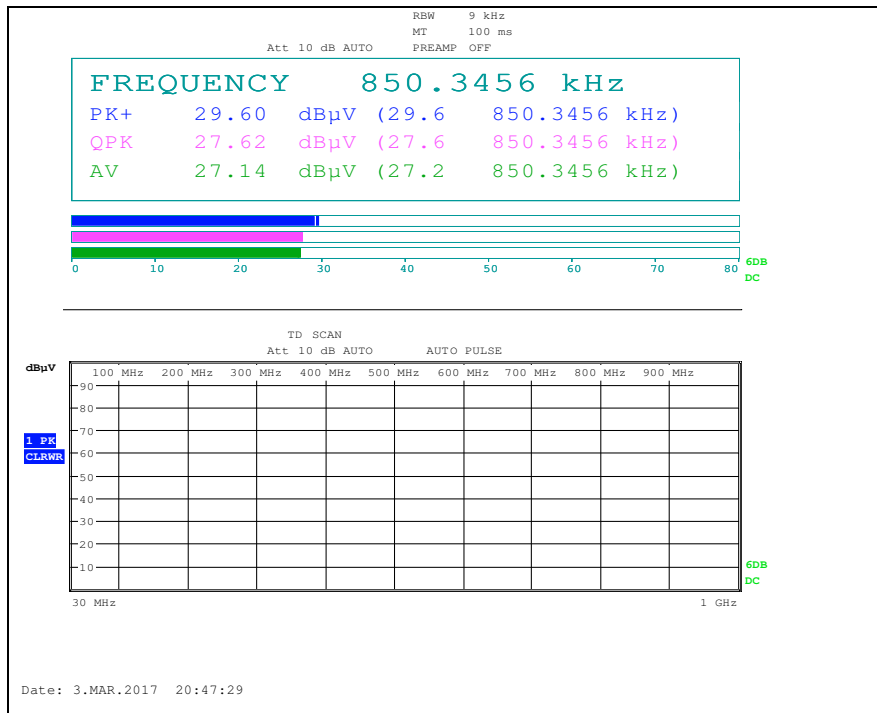 RBW 9 kHz
MT 100 ms
Att 10 dB AUTO PREAMP OFF
FREQUENCY 850.3456 kHz
PK+ 29.60 dBµV (29.6 850.3456 kHz)
QPK 27.62 dBµV (27.6 850.3456 kHz)
AV 27.14 dBµV (27.2 850.3456 kHz)
0 10 20 30 40 50 60 70 80
6DB
DC
TD SCAN
Att 10 dB AUTO AUTO PULSE
dBµV
100 MHz 200 MHz 300 MHz 400 MHz 500 MHz 600 MHz 700 MHz 800 MHz 900 MHz
90
80
70
1 PK
CLRWR
60
50
40
30
20
10
6DB
DC
30 MHz 1 GHz
Date: 3.MAR.2017 20:47:29